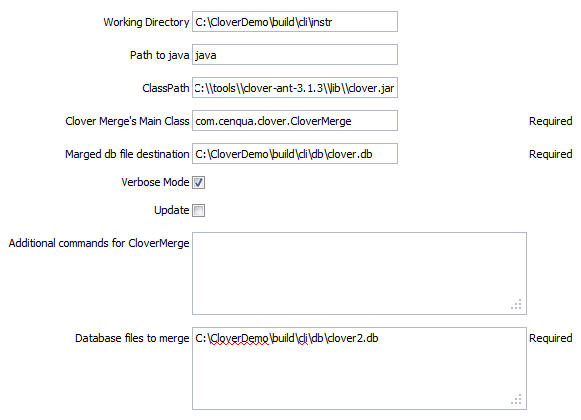 Working Directory C:\CloverDemo\build\cli\instr
Path to java java
ClassPath C:\\tools\\clover-ant-3.1.3\\lib\\clover.jar
Clover Merge's Main Class com.cenqua.clover.CloverMerge Required
Marged db file destination C:\CloverDemo\build\cli\db\clover.db Required
Verbose Mode
Update
Additional commands for CloverMerge
Database files to merge C:\CloverDemo\build\cli\db\clover2.db Required